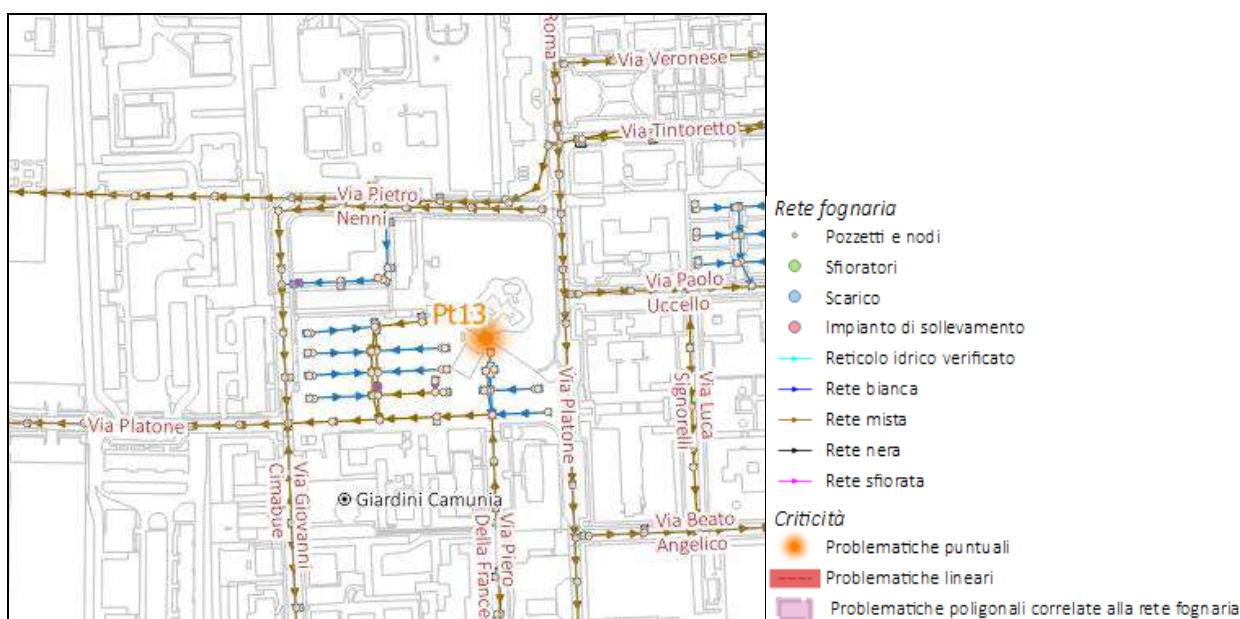 Roma
Via Veronese
Via Tintoretto
Via Pietro
Nenni
Via Paolo
Uccello
Pt13
Via Platone
Via Luca
Signorelli
Via Platone
Via Giovanni
Cimabue
Giardini Camunia
Via Piero
Della France
Via Beato
Angelico
Rete fognaria
Pozzetti e nodi
Sfioratori
Scarico
Impianto di sollevamento
Reticolo idrico verificato
Rete bianca
Rete mista
Rete nera
Rete sfiorata
Criticità
Problematiche puntuali
Problematiche lineari
Problematiche poligonali correlate alla rete fognaria